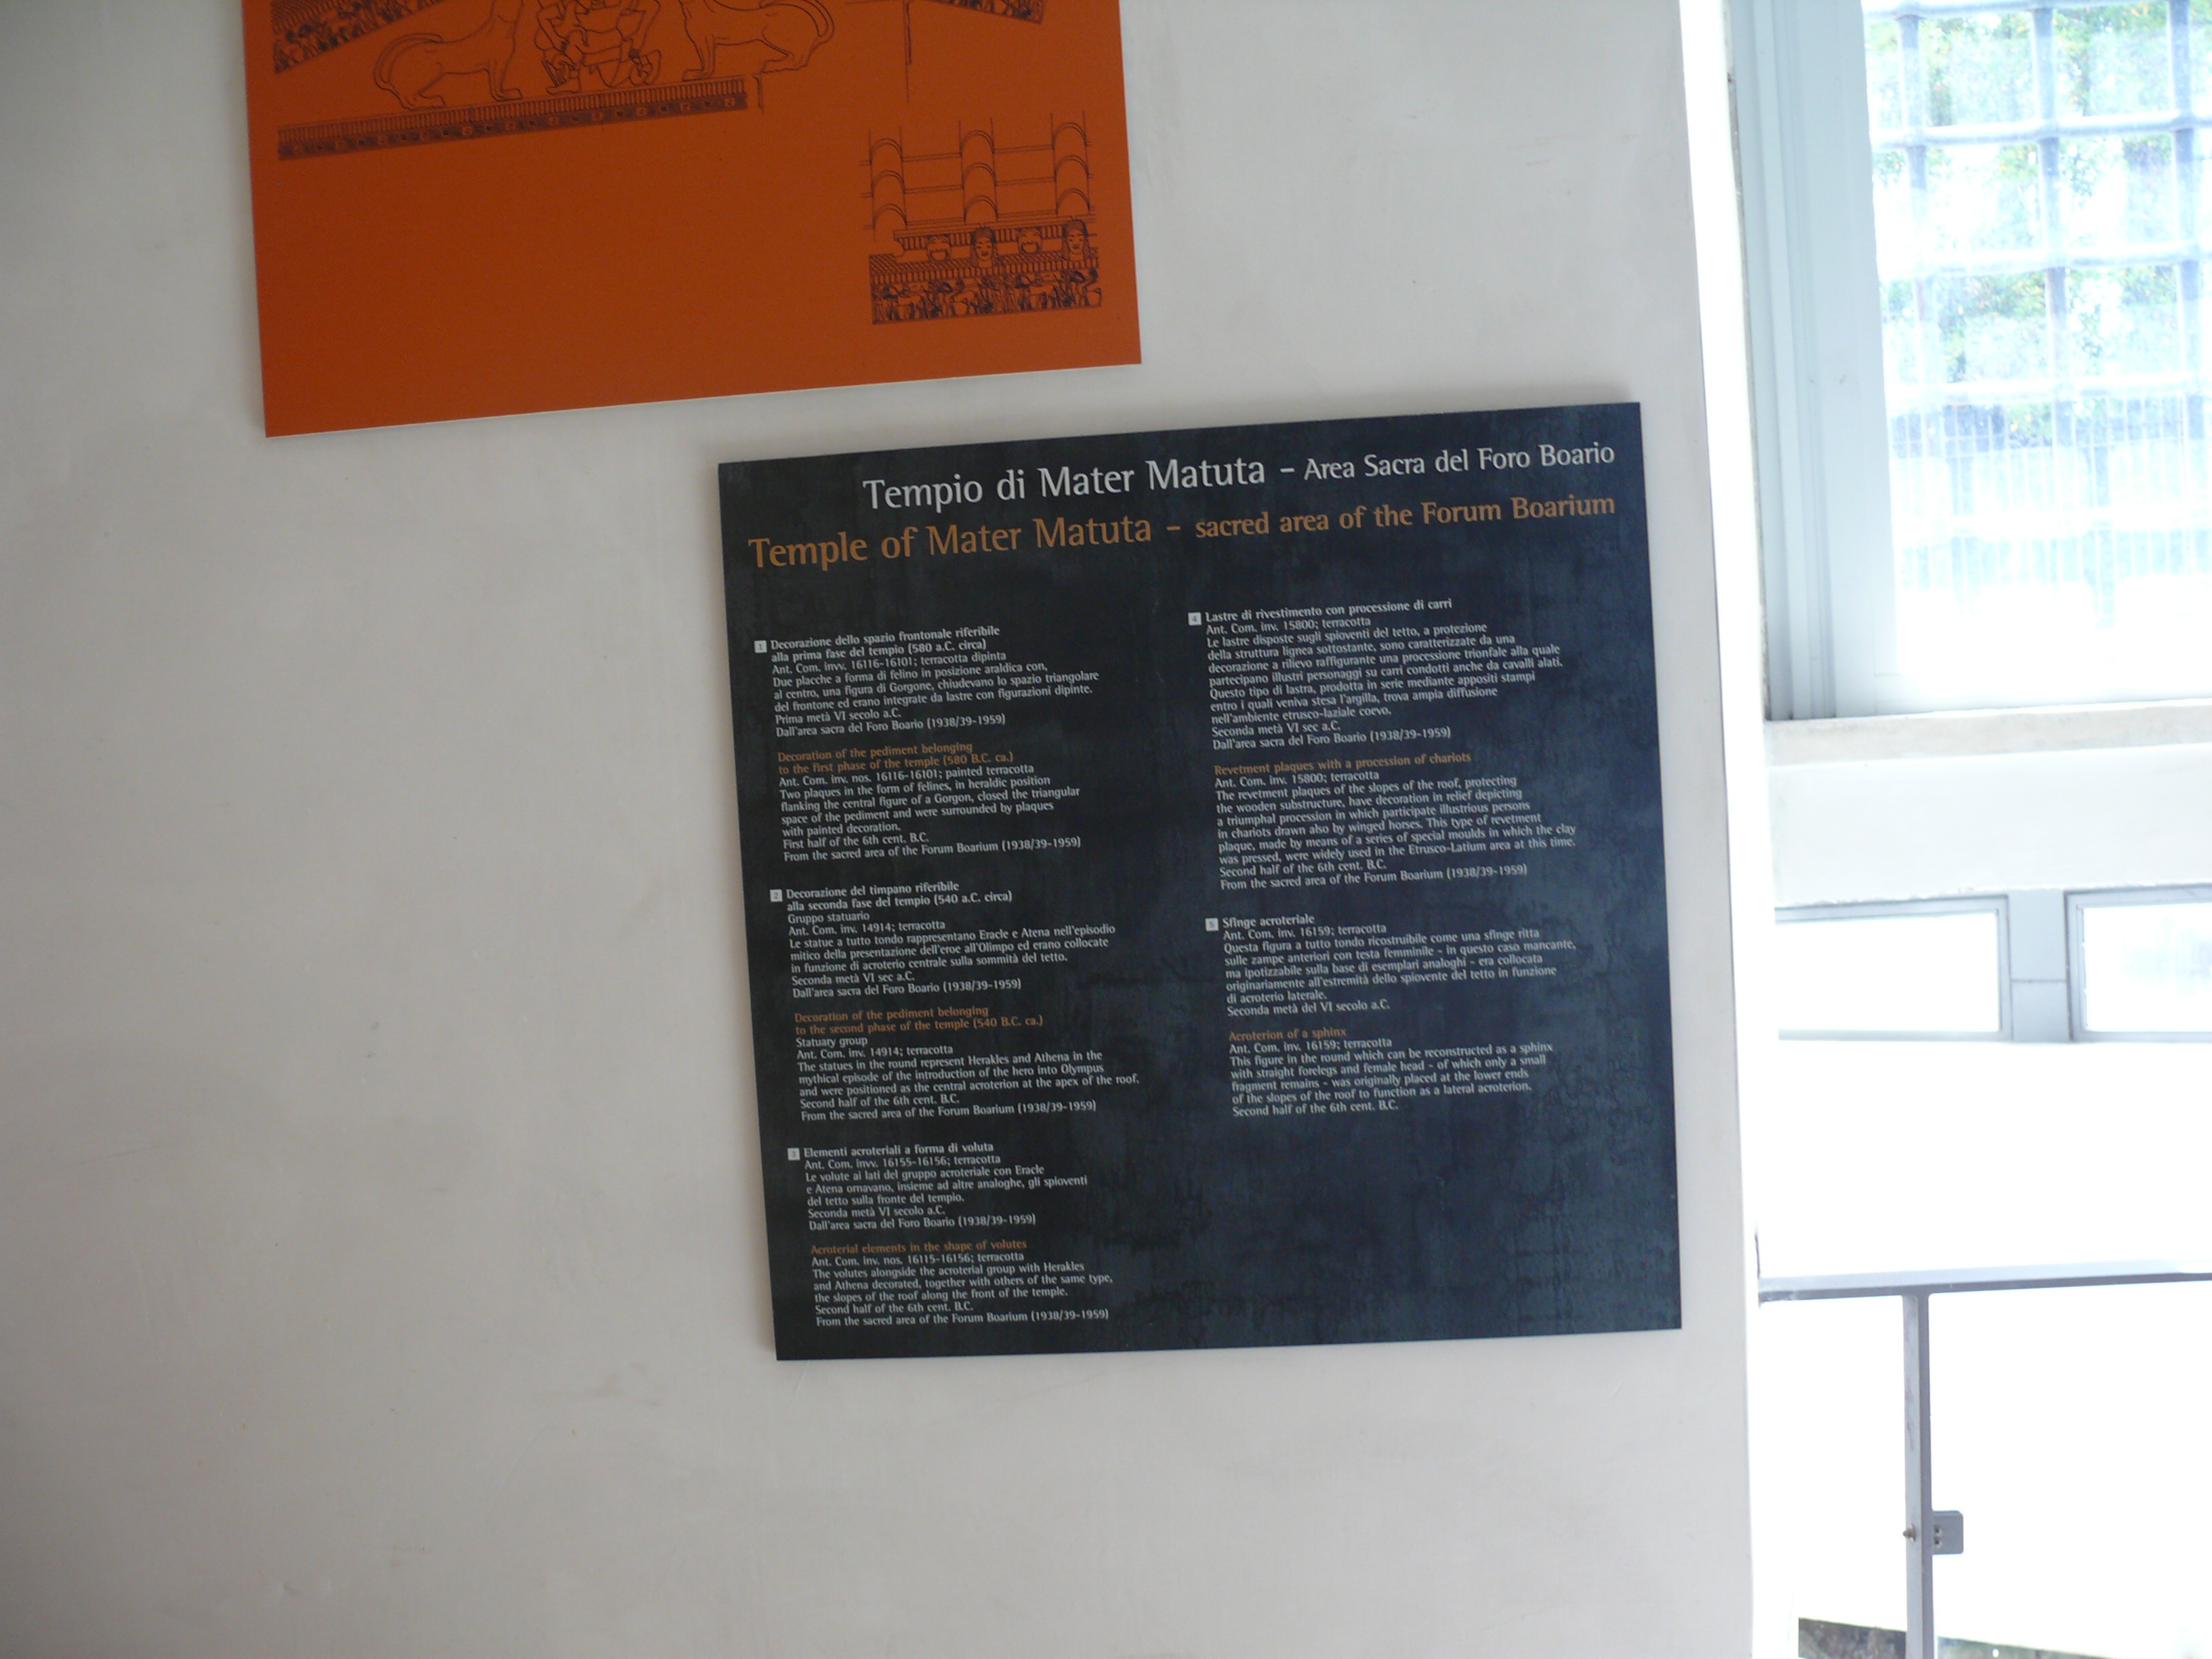 Tempio di Mater Matuta - Area Sacra del Foro Boario
Temple of Mater Matuta - sacred area of the Forum Boarium
1 Decorazione dello spazio frontonale riferibile
alla prima fase del tempio (580 a.C. circa)
Ant. Com. invv. 16116-16101; terracotta dipinta
Due placche a forma di felino in posizione araldica con,
al centro, una figura di Gorgone, chiudevano lo spazio triangolare
del frontone ed erano integrate da lastre con figurazioni dipinte.
Prima metà VI secolo a.C.
Dall'area sacra del Foro Boario (1938/39-1959)
Decoration of the pediment belonging
to the first phase of the temple (580 B.C. ca.)
Ant. Com. inv. nos. 16116-16101; painted terracotta
Two plaques in the form of felines, in heraldic position
flanking the central figure of a Gorgon, closed the triangular
space of the pediment and were surrounded by plaques
with painted decoration.
First half of the 6th cent. B.C.
From the sacred area of the Forum Boarium (1938/39-1959)
2 Decorazione del timpano riferibile
alla seconda fase del tempio (540 a.C. circa)
Gruppo statuario
Ant. Com. inv. 14914; terracotta
Le statue a tutto tondo rappresentano Eracle e Atena nell'episodio
mitico della presentazione dell'eroe all'Olimpo ed erano collocate
in funzione di acroterio centrale sulla sommità del tetto.
Seconda metà VI sec a.C.
Dall'area sacra del Foro Boario (1938/39-1959)
Decoration of the pediment belonging
to the second phase of the temple (540 B.C. ca.)
Statuary group
Ant. Com. inv. 14914; terracotta
The statues in the round represent Herakles and Athena in the
mythical episode of the introduction of the hero into Olympus
and were positioned as the central acroterion at the apex of the roof.
Second half of the 6th cent. B.C.
From the sacred area of the Forum Boarium (1938/39-1959)
3 Elementi acroteriali a forma di voluta
Ant. Com. invv. 16155-16156; terracotta
Le volute ai lati del gruppo acroteriale con Eracle
e Atena ornavano, insieme ad altre analoghe, gli spioventi
del tetto sulla fronte del tempio.
Seconda metà VI secolo a.C.
Dall'area sacra del Foro Boario (1938/39-1959)
Acroterial elements in the shape of volutes
Ant. Com. inv. nos. 16115-16156; terracotta
The volutes alongside the acroterial group with Herakles
and Athena decorated, together with others of the same type,
the slopes of the roof along the front of the temple.
Second half of the 6th cent. B.C.
From the sacred area of the Forum Boarium (1938/39-1959)
4 Lastre di rivestimento con processione di carri
Ant. Com. inv. 15800; terracotta
Le lastre disposte sugli spioventi del tetto, a protezione
della struttura lignea sottostante, sono caratterizzate da una
decorazione a rilievo raffigurante una processione trionfale alla quale
partecipano illustri personaggi su carri condotti anche da cavalli alati.
Questo tipo di lastra, prodotta in serie mediante appositi stampi
entro i quali veniva stesa l'argilla, trova ampia diffusione
nell'ambiente etrusco-laziale coevo.
Seconda metà VI sec a.C.
Dall'area sacra del Foro Boario (1938/39-1959)
Revetment plaques with a procession of chariots
Ant. Com. inv. 15800; terracotta
The revetment plaques of the slopes of the roof, protecting
the wooden substructure, have decoration in relief depicting
a triumphal procession in which participate illustrious persons
in chariots drawn also by winged horses. This type of revetment
plaque, made by means of a series of special moulds in which the clay
was pressed, were widely used in the Etrusco-Latium area at this time.
Second half of the 6th cent. B.C.
From the sacred area of the Forum Boarium (1938/39-1959)
5 Sfinge acroteriale
Ant. Com. inv. 16159; terracotta
Questa figura a tutto tondo ricostruibile come una sfinge ritta
sulle zampe anteriori con testa femminile - in questo caso mancante,
ma ipotizzabile sulla base di esemplari analoghi - era collocata
originariamente all'estremità dello spiovente del tetto in funzione
di acroterio laterale.
Seconda metà del VI secolo a.C.
Acroterion of a sphinx
Ant. Com. inv. 16159; terracotta
This figure in the round which can be reconstructed as a sphinx
with straight forelegs and female head - of which only a small
fragment remains - was originally placed at the lower ends
of the slopes of the roof to function as a lateral acroterion.
Second half of the 6th cent. B.C.